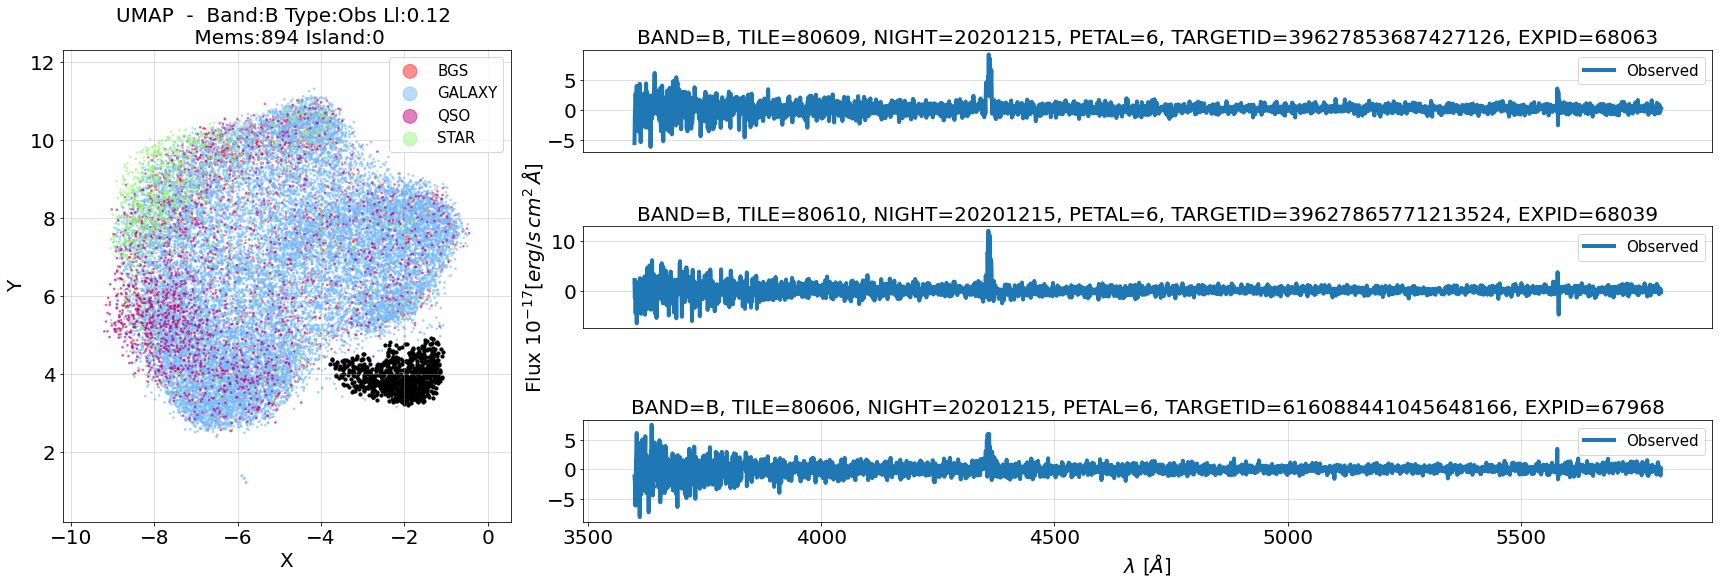 UMAP - Band:B Type:Obs Ll:0.12
Mems:894 Island:0
12
10
8
6
4
2
Y
−10
−8
−6
−4
−2
0
X
BGS
GALAXY
QSO
STAR
BAND=B, TILE=80609, NIGHT=20201215, PETAL=6, TARGETID=39627853687427126, EXPID=68063
5
0
−5
Observed
BAND=B, TILE=80610, NIGHT=20201215, PETAL=6, TARGETID=39627865771213524, EXPID=68039
10
0
Observed
Flux 10⁻¹⁷[erg/s cm² Å]
BAND=B, TILE=80606, NIGHT=20201215, PETAL=6, TARGETID=616088441045648166, EXPID=67968
5
0
−5
Observed
3500
4000
4500
5000
5500
λ [Å]